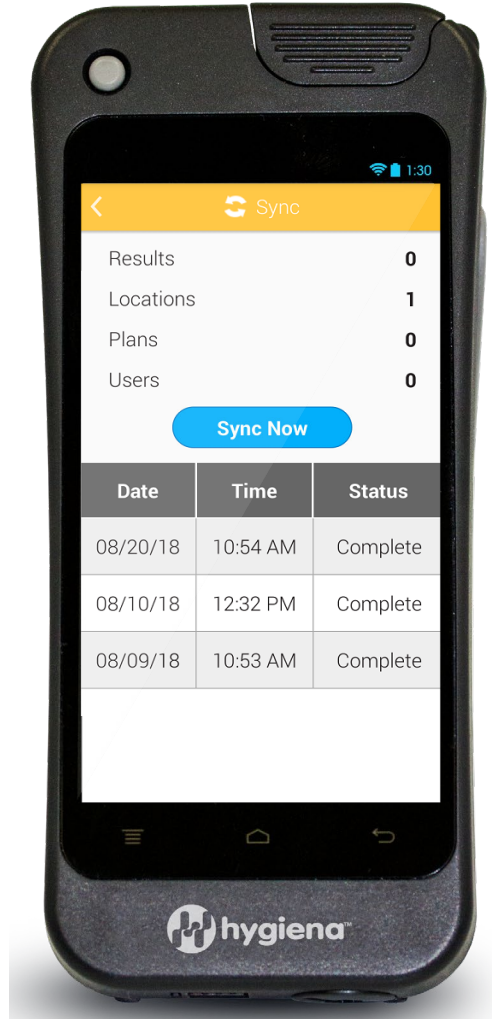 1:30
Sync
Results 0
Locations 1
Plans 0
Users 0
Sync Now
Date Time Status
08/20/18 10:54 AM Complete
08/10/18 12:32 PM Complete
08/09/18 10:53 AM Complete
hygiena™